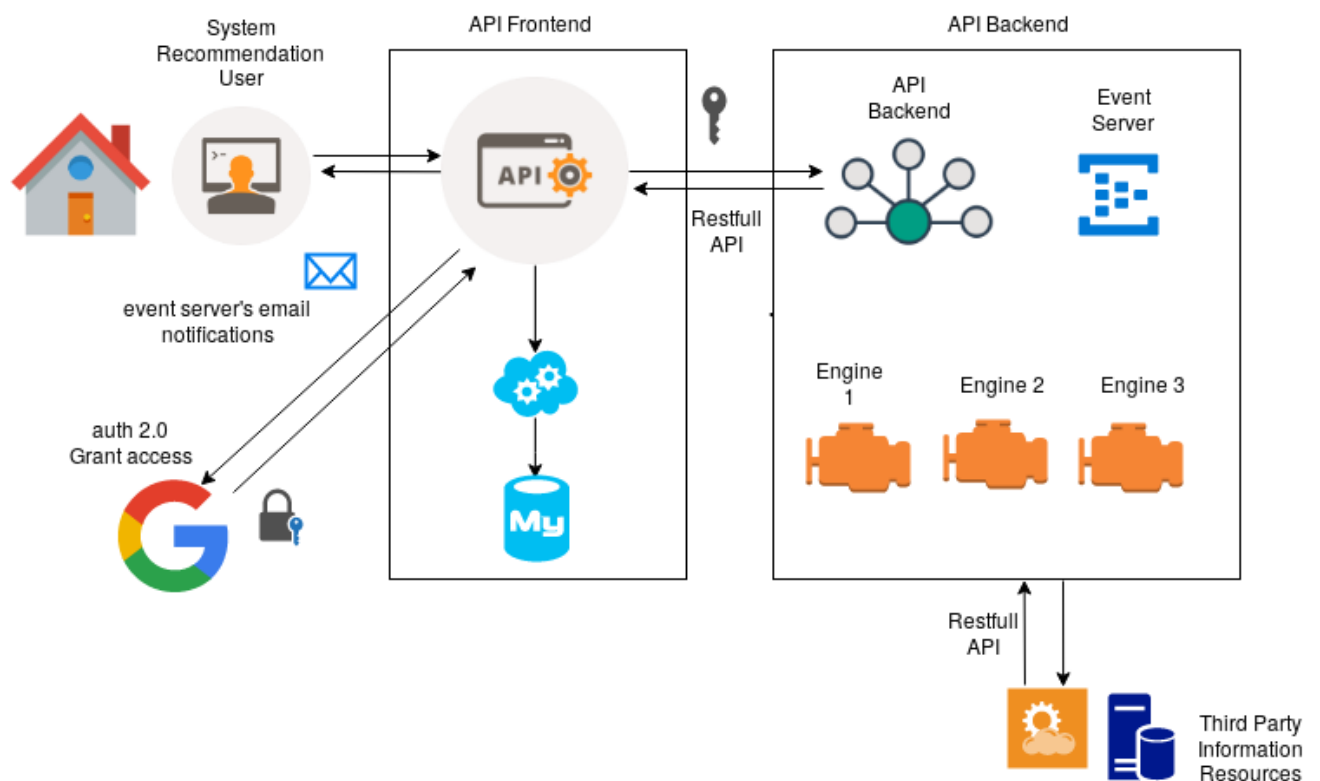 System
Recommendation
User
API Frontend
API Backend
>-
API
Restfull
API
API
Backend
Event
Server
event server's email
notifications
Engine
1
Engine 2
Engine 3
auth 2.0
Grant access
My
Restfull
API
Third Party
Information
Resources